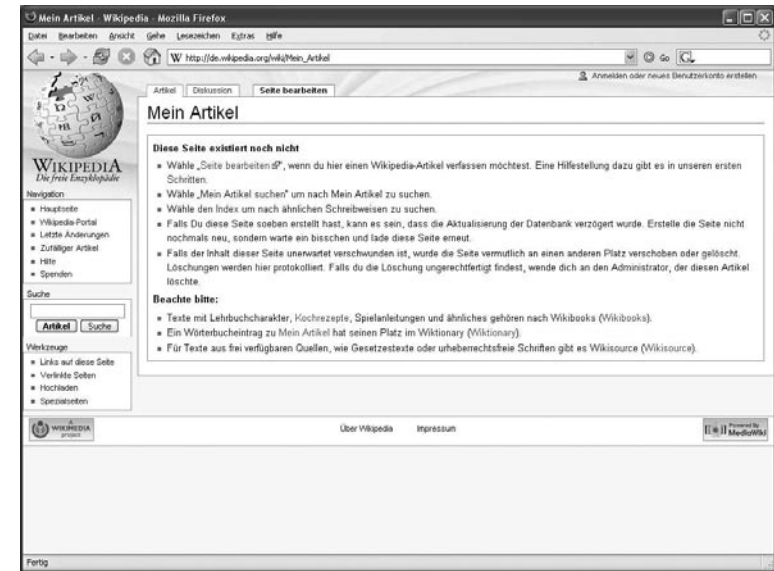 Mein Artikel - Wikipedia - Mozilla Firefox
Datei Bearbeiten Ansicht Gehe Lesezeichen Extras Hilfe
W http://de.wikipedia.org/wiki/Mein_Artikel Go G
Anmelden oder neues Benutzerkonto erstellen
Artikel Diskussion Seite bearbeiten
Mein Artikel
WIKIPEDIA
Die freie Enzyklopädie
Navigation
Hauptseite
Wikipedia-Portal
Letzte Änderungen
Zufälliger Artikel
Hilfe
Spenden
Suche
Artikel Suche
Werkzeuge
Links auf diese Seite
Verlinkte Seiten
Hochladen
Spezialseiten
Diese Seite existiert noch nicht
Wähle „Seite bearbeiten“, wenn du hier einen Wikipedia-Artikel verfassen möchtest. Eine Hilfestellung dazu gibt es in unseren ersten
Schritten.
Wähle „Mein Artikel suchen“ um nach Mein Artikel zu suchen.
Wähle den Index um nach ähnlichen Schreibweisen zu suchen.
Falls Du diese Seite soeben erstellt hast, kann es sein, dass die Aktualisierung der Datenbank verzögert wurde. Erstelle die Seite nicht
nochmals neu, sondern warte ein bisschen und lade diese Seite erneut.
Falls der Inhalt dieser Seite unerwartet verschwunden ist, wurde die Seite vermutlich an einen anderen Platz verschoben oder gelöscht.
Löschungen werden hier protokolliert. Falls du die Löschung ungerechtfertigt findest, wende dich an den Administrator, der diesen Artikel
löschte.
Beachte bitte:
Texte mit Lehrbuchcharakter, Kochrezepte, Spielanleitungen und ähnliches gehören nach Wikibooks (Wikibooks).
Ein Wörterbucheintrag zu Mein Artikel hat seinen Platz im Wiktionary (Wiktionary).
Für Texte aus frei verfügbaren Quellen, wie Gesetzestexte oder urheberrechtsfreie Schriften gibt es Wikisource (Wikisource).
A
WIKIMEDIA
project
Über Wikipedia Impressum
Powered By
MediaWiki
Fertig